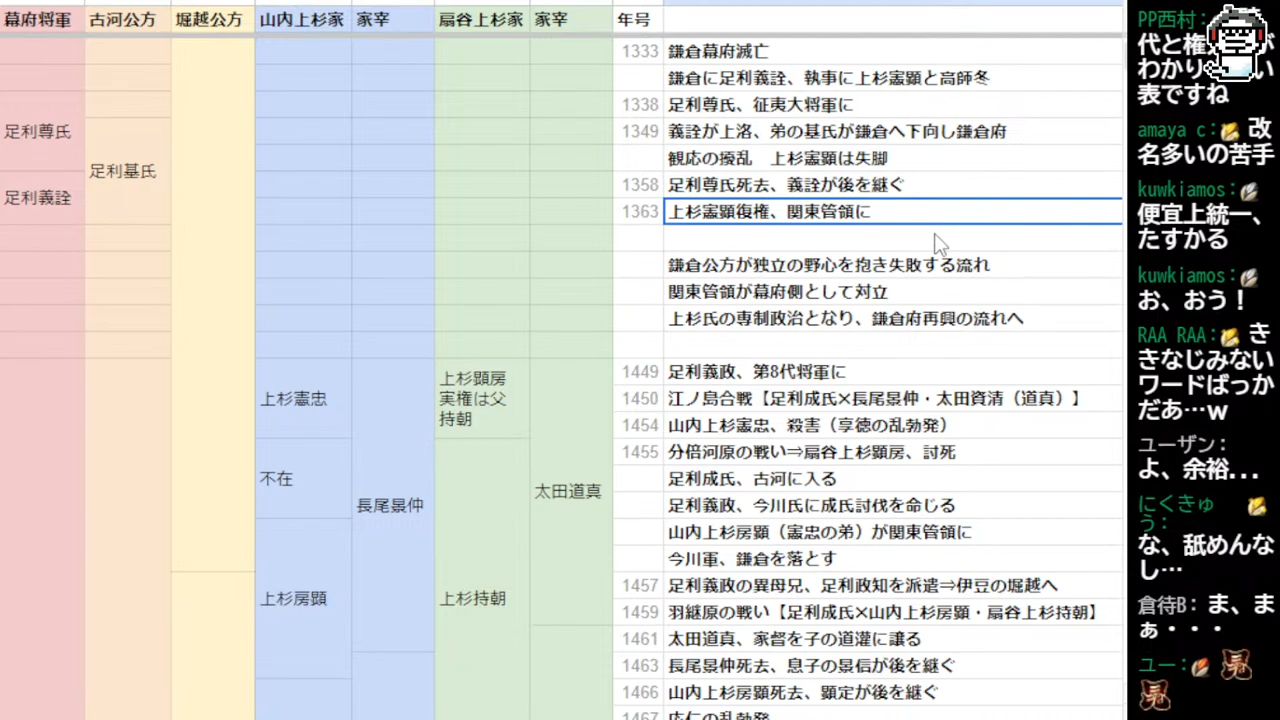 幕府将軍 古河公方 堀越公方 山内上杉家 家宰 扇谷上杉家 家宰 年号
1333 鎌倉幕府滅亡
鎌倉に足利義詮、執事に上杉憲顕と高師冬
1338 足利尊氏、征夷大将軍に
足利尊氏
1349 義詮が上洛、弟の基氏が鎌倉へ下向し鎌倉府
観応の擾乱　上杉憲顕は失脚
足利基氏
1358 足利尊氏死去、義詮が後を継ぐ
足利義詮
1363 上杉憲顕復権、関東管領に
鎌倉公方が独立の野心を抱き失敗する流れ
関東管領が幕府側として対立
上杉氏の専制政治となり、鎌倉府再興の流れへ
1449 足利義政、第8代将軍に
上杉憲忠
上杉顕房
実権は父
持朝
1450 江ノ島合戦【足利成氏×長尾景仲・太田資清（道真）】
1454 山内上杉憲忠、殺害（享徳の乱勃発）
1455 分倍河原の戦い⇒扇谷上杉顕房、討死
不在
足利成氏、古河に入る
太田道真
長尾景仲
足利義政、今川氏に成氏討伐を命じる
山内上杉房顕（憲忠の弟）が関東管領に
今川軍、鎌倉を落とす
1457 足利義政の異母兄、足利政知を派遣⇒伊豆の堀越へ
上杉房顕
上杉持朝
1459 羽継原の戦い【足利成氏×山内上杉房顕・扇谷上杉持朝】
1461 太田道真、家督を子の道灌に譲る
1463 長尾景仲死去、息子の景信が後を継ぐ
1466 山内上杉房顕死去、顕定が後を継ぐ
1467 応仁の乱勃発
PP西村:
代と権
わかり い
表ですね
amaya c: 改
名多いの苦手
kuwkiamos:
便宜上統一、
たすかる
kuwkiamos:
お、おう！
RAA RAA: き
きなじみない
ワードばっか
だぁ…w
ユーザン:
よ、余裕...
にくきゅ
う:
な、舐めんな
し…
倉待B: ま、ま
ぁ・・・
ユー: